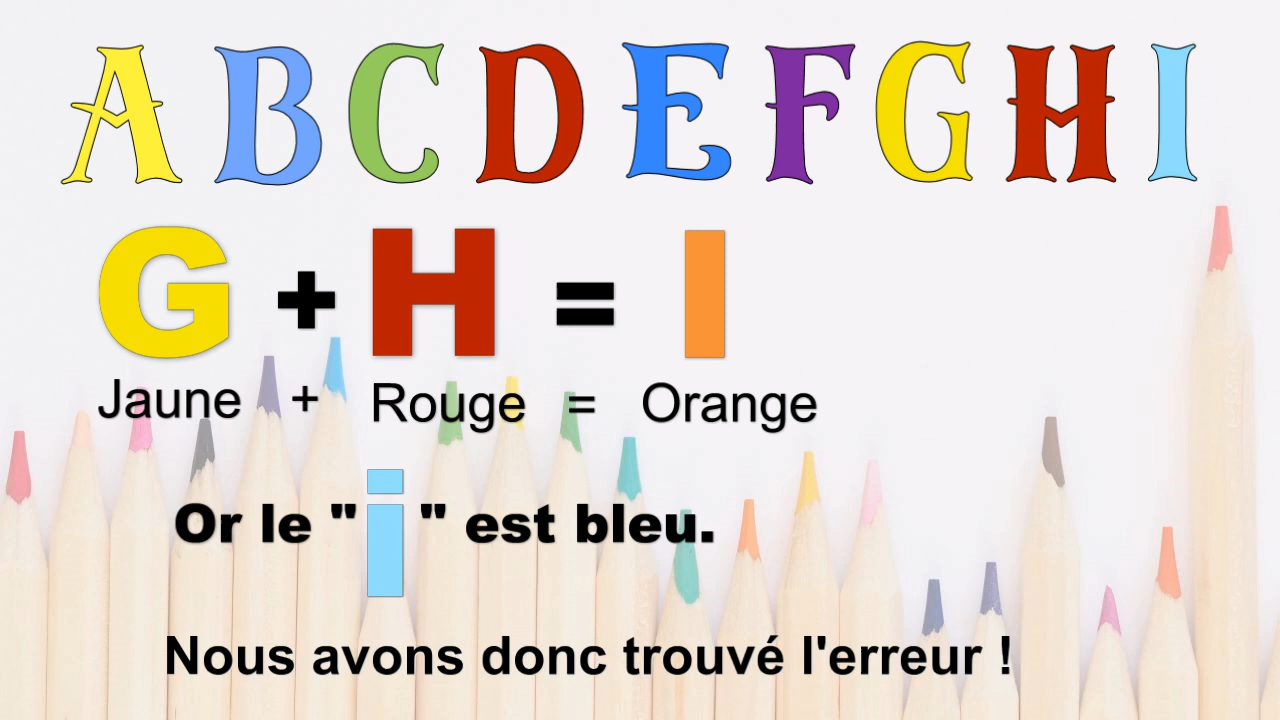 A B C D E F G H I
G + H = I
Jaune + Rouge = Orange
Or le "i" est bleu.
Nous avons donc trouvé l'erreur !